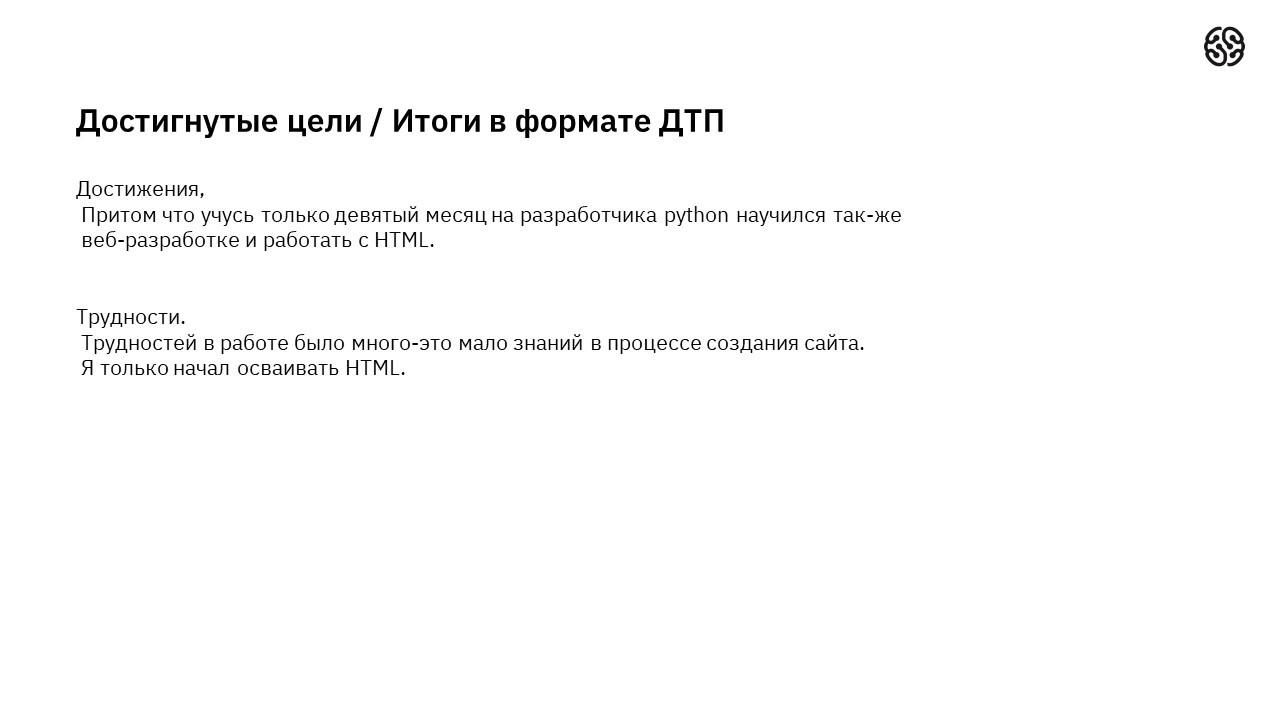 Достигнутые цели / Итоги в формате ДТП
Достижения,
Притом что учусь только девятый месяц на разработчика python научился так-же
веб-разработке и работать с HTML.
Трудности.
Трудностей в работе было много-это мало знаний в процессе создания сайта.
Я только начал осваивать HTML.